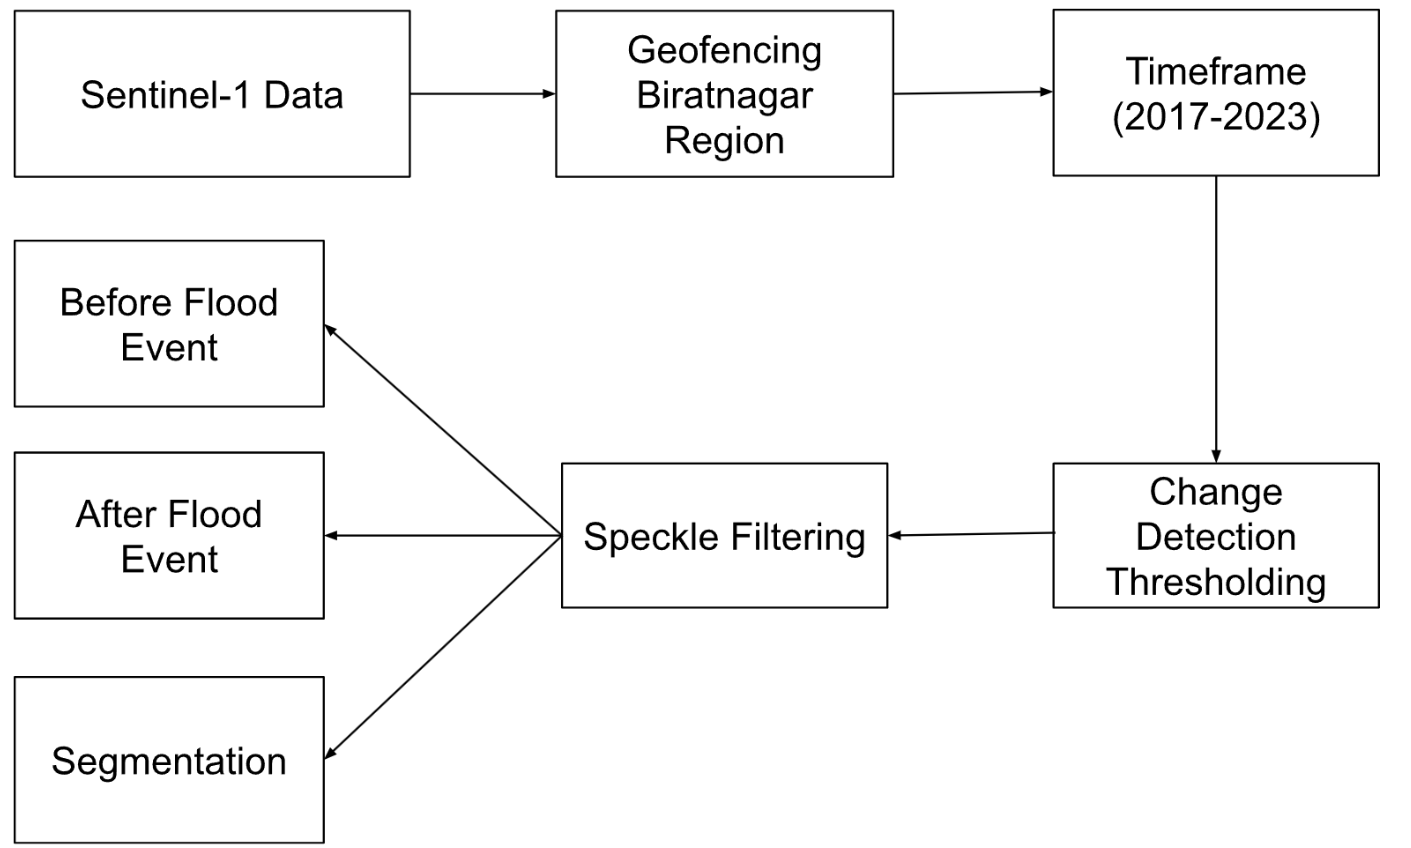 Sentinel-1 Data
Geofencing
Biratnagar
Region
Timeframe
(2017-2023)
Before Flood
Event
After Flood
Event
Speckle Filtering
Change
Detection
Thresholding
Segmentation